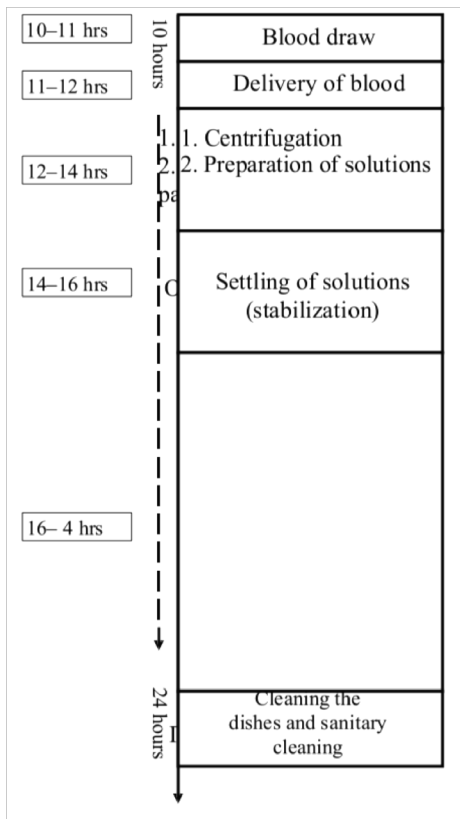 10–11 hrs
10 hours
Blood draw
11–12 hrs
Delivery of blood
1. 1. Centrifugation
12–14 hrs
2. 2. Preparation of solutions
pa
14–16 hrs
Settling of solutions
(stabilization)
16– 4 hrs
24 hours
Cleaning the
dishes and sanitary
cleaning